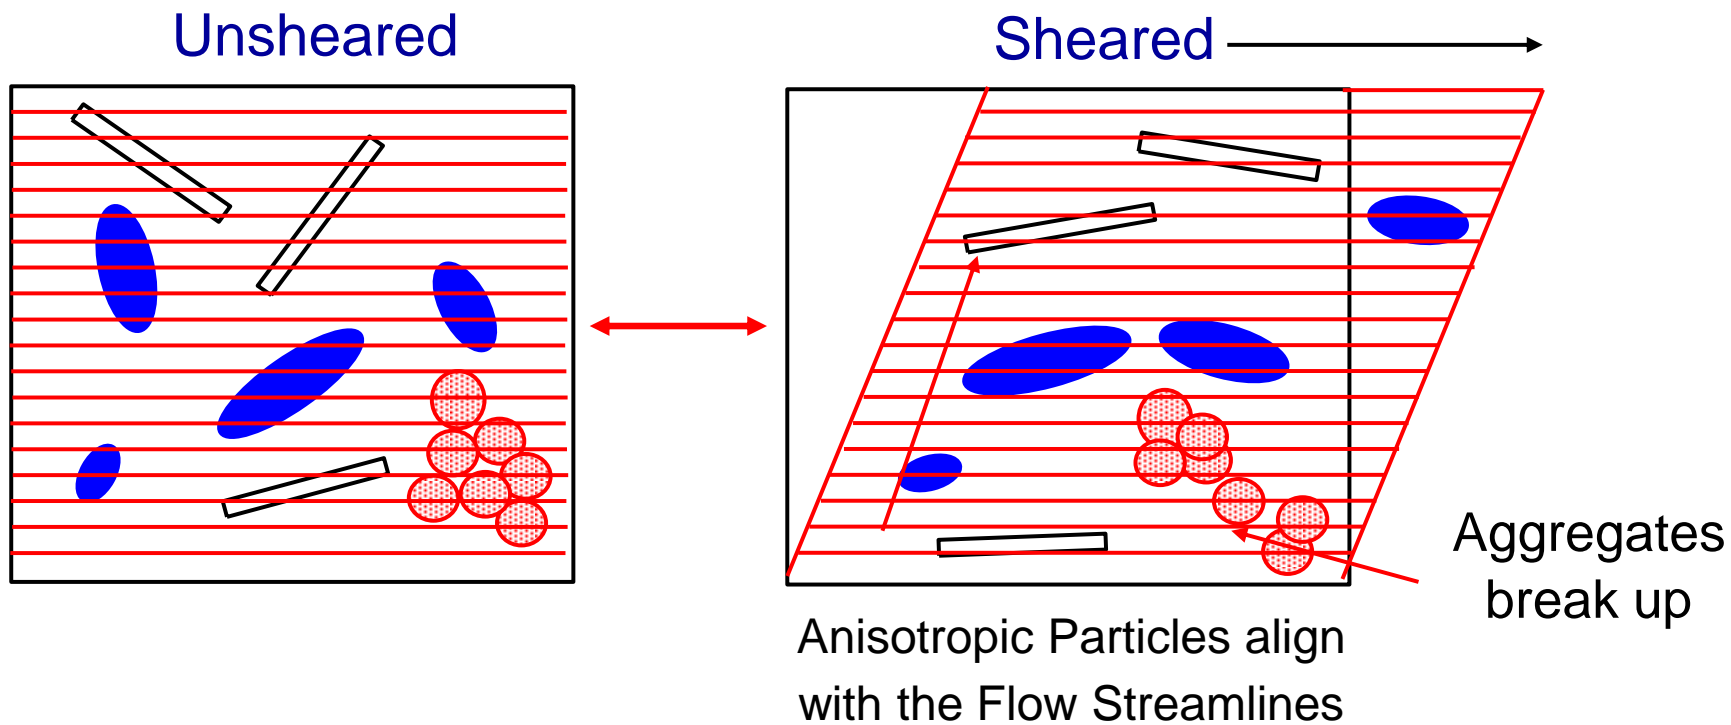 Unsheared
Sheared
Aggregates
break up
Anisotropic Particles align
with the Flow Streamlines